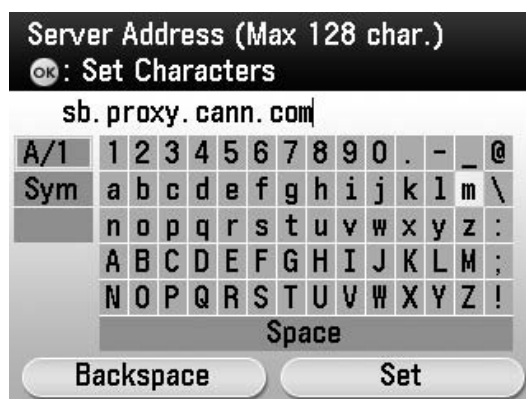 Server Address (Max 128 char.)
OK: Set Characters
sb.proxy.cann.com
A/1 1 2 3 4 5 6 7 8 9 0 . - _ @
Sym a b c d e f g h i j k l m \
n o p q r s t u v w x y z :
A B C D E F G H I J K L M ;
N O P Q R S T U V W X Y Z !
Space
Backspace Set